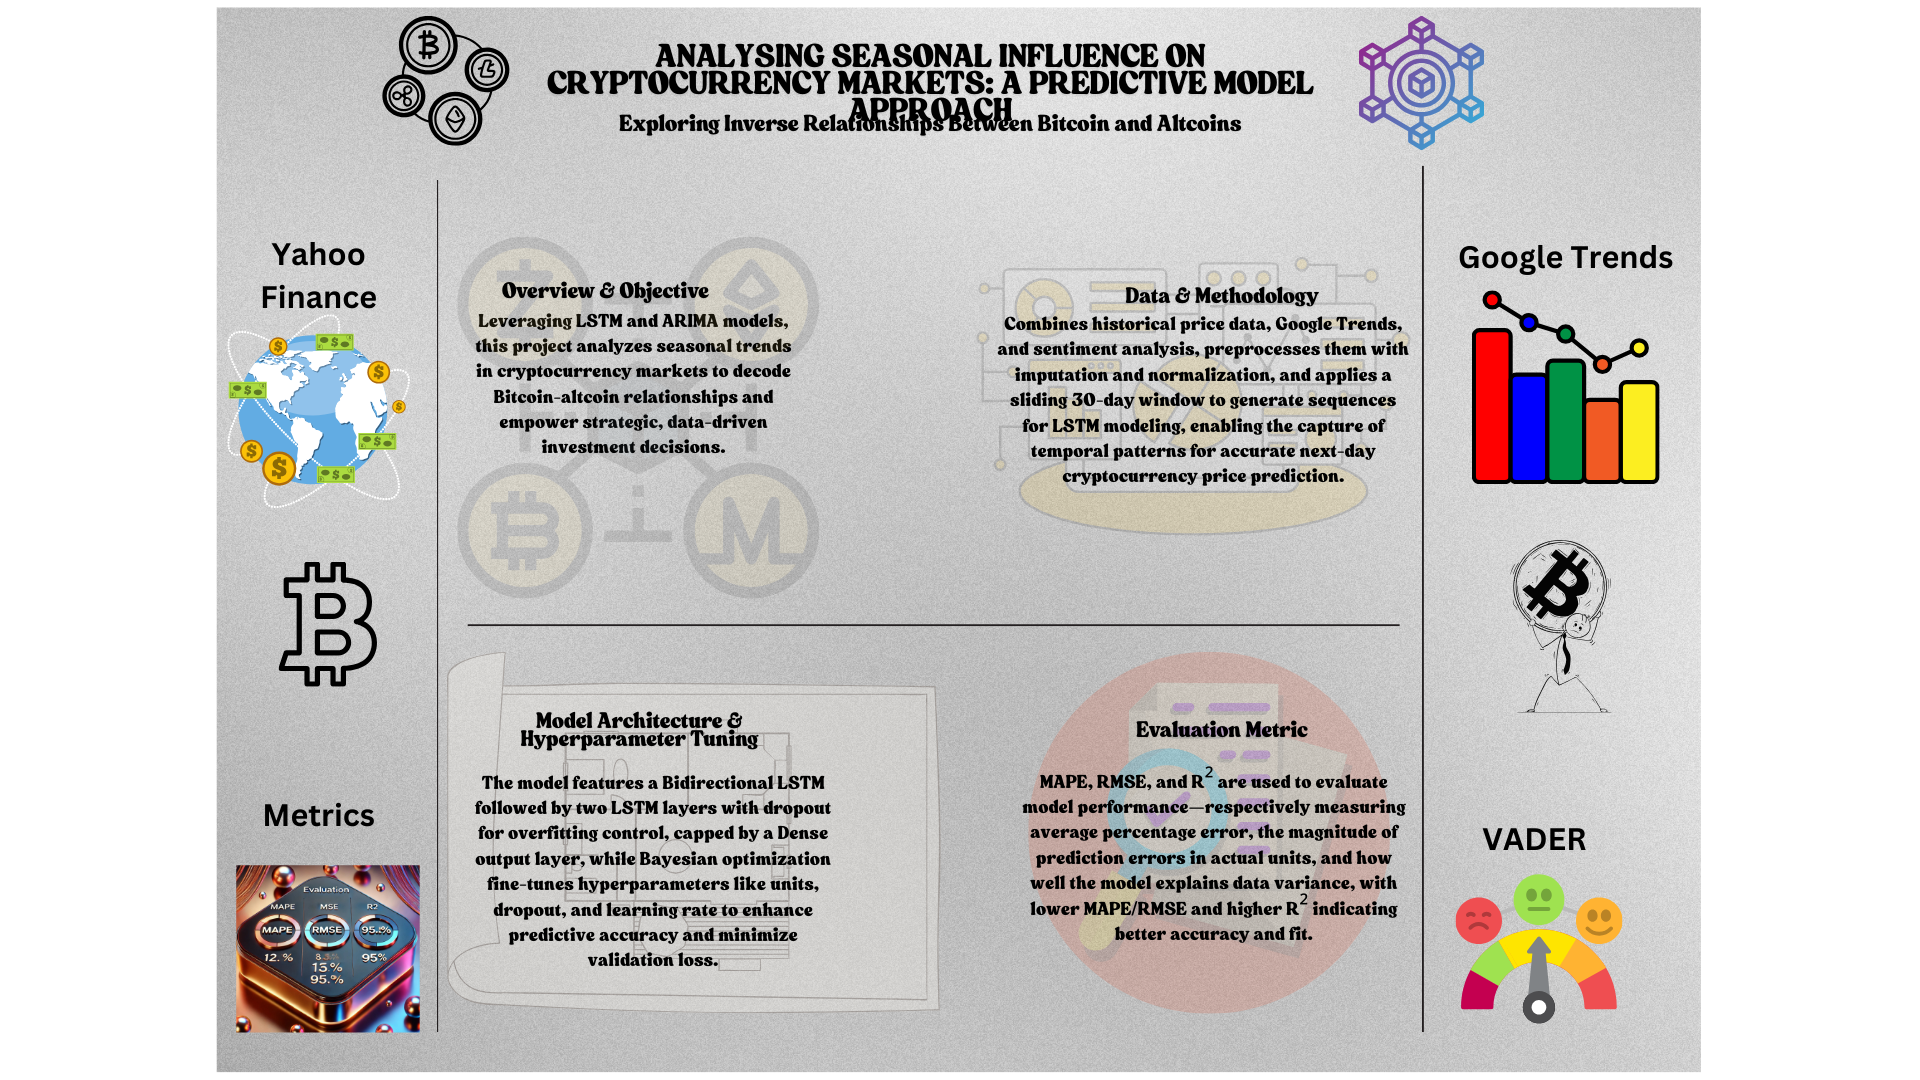 ANALYSING SEASONAL INFLUENCE ON
CRYPTOCURRENCY MARKETS: A PREDICTIVE MODEL
APPROACH
Exploring Inverse Relationships Between Bitcoin and Altcoins
Yahoo
Finance
Metrics
Evaluation
MAPE MSE R2
MAPE RMSE 95.1%
12.% 95%
13.%
95.%
Overview & Objective
Leveraging LSTM and ARIMA models,
this project analyzes seasonal trends
in cryptocurrency markets to decode
Bitcoin-altcoin relationships and
empower strategic, data-driven
investment decisions.
Data & Methodology
Combines historical price data, Google Trends,
and sentiment analysis, preprocesses them with
imputation and normalization, and applies a
sliding 30-day window to generate sequences
for LSTM modeling, enabling the capture of
temporal patterns for accurate next-day
cryptocurrency price prediction.
Model Architecture &
Hyperparameter Tuning
The model features a Bidirectional LSTM
followed by two LSTM layers with dropout
for overfitting control, capped by a Dense
output layer, while Bayesian optimization
fine-tunes hyperparameters like units,
dropout, and learning rate to enhance
predictive accuracy and minimize
validation loss.
Evaluation Metric
MAPE, RMSE, and R² are used to evaluate
model performance—respectively measuring
average percentage error, the magnitude of
prediction errors in actual units, and how
well the model explains data variance, with
lower MAPE/RMSE and higher R² indicating
better accuracy and fit.
Google Trends
VADER